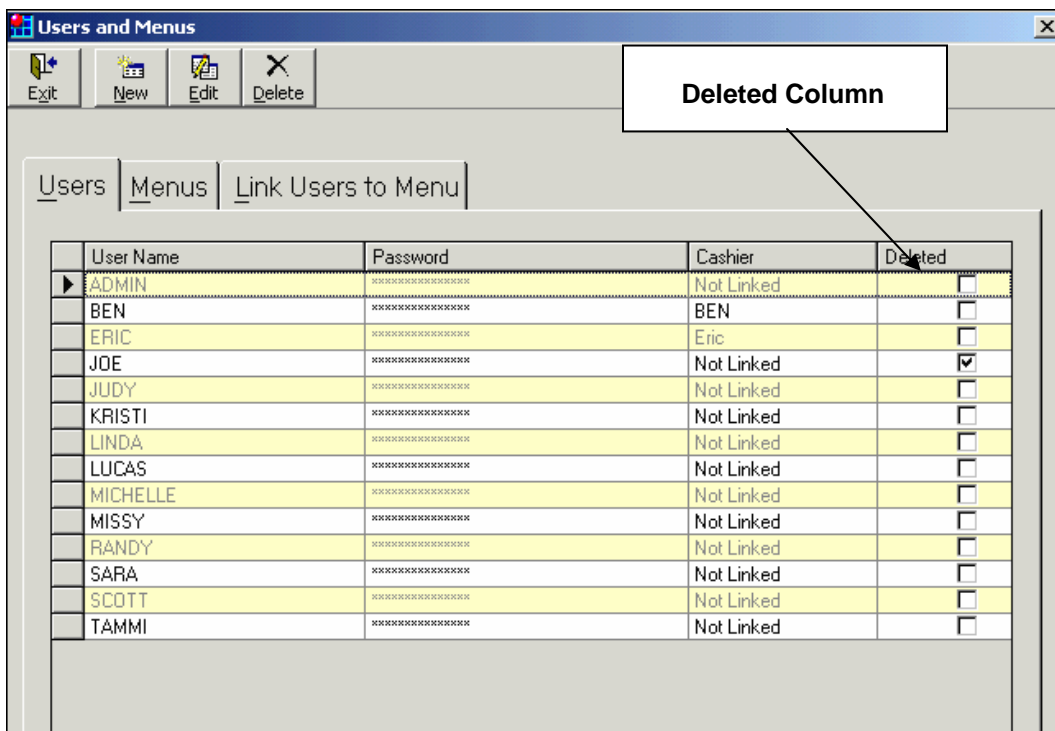 Users and Menus
Exit New Edit Delete
Deleted Column
Users Menus Link Users to Menu
User Name Password Cashier Deleted
ADMIN *************** Not Linked
BEN *************** BEN
ERIC *************** Eric
JOE *************** Not Linked
JUDY *************** Not Linked
KRISTI *************** Not Linked
LINDA *************** Not Linked
LUCAS *************** Not Linked
MICHELLE *************** Not Linked
MISSY *************** Not Linked
RANDY *************** Not Linked
SARA *************** Not Linked
SCOTT *************** Not Linked
TAMMI *************** Not Linked